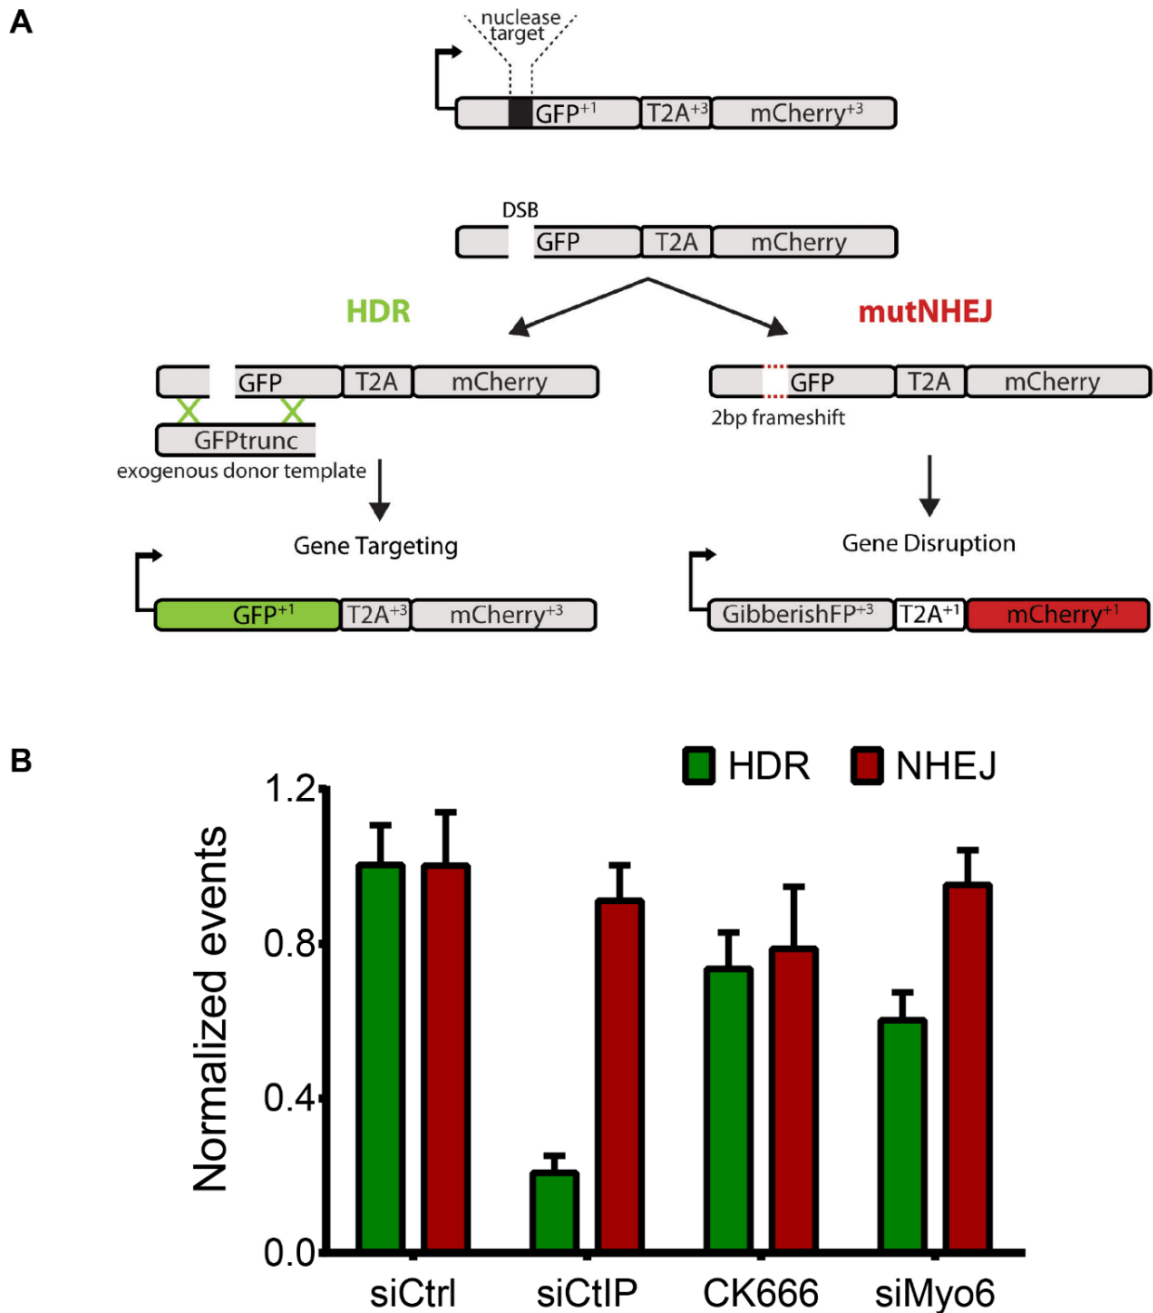 A
nuclease
target
GFP+1 T2A+3 mCherry+3
DSB
GFP T2A mCherry
HDR mutNHEJ
GFP T2A mCherry GFP T2A mCherry
2bp frameshift
GFPtrunc
exogenous donor template
Gene Targeting Gene Disruption
GFP+1 T2A+3 mCherry+3 GibberishFP+3 T2A+1 mCherry+1
B
HDR NHEJ
1.2
0.8
0.4
0.0
Normalized events
siCtrl siCtIP CK666 siMyo6